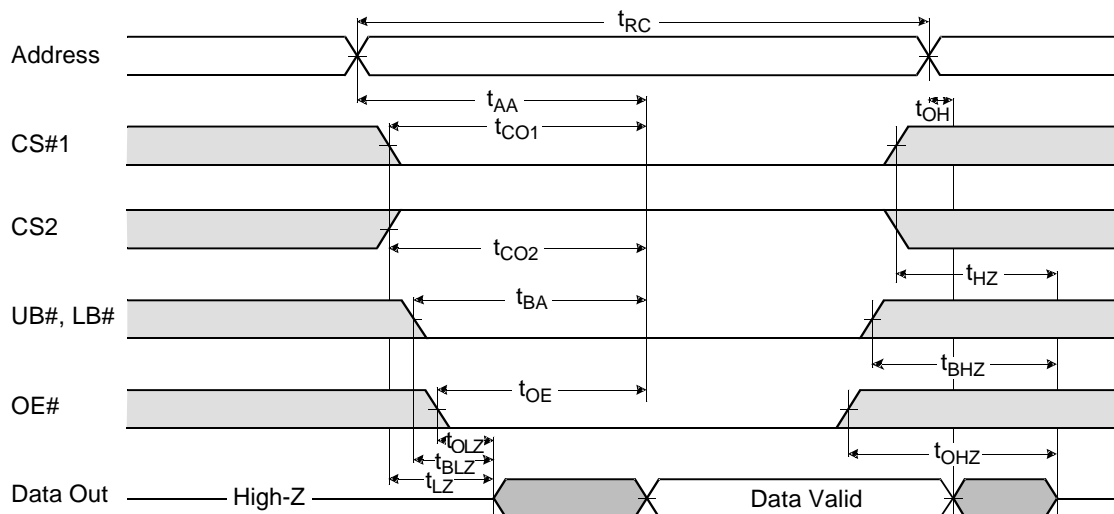 tRC
Address
tAA
tOH
tCO1
CS#1
CS2
tCO2
tHZ
tBA
UB#, LB#
tBHZ
tOE
OE#
tOLZ
tBLZ
tOHZ
tLZ
Data Out High-Z Data Valid